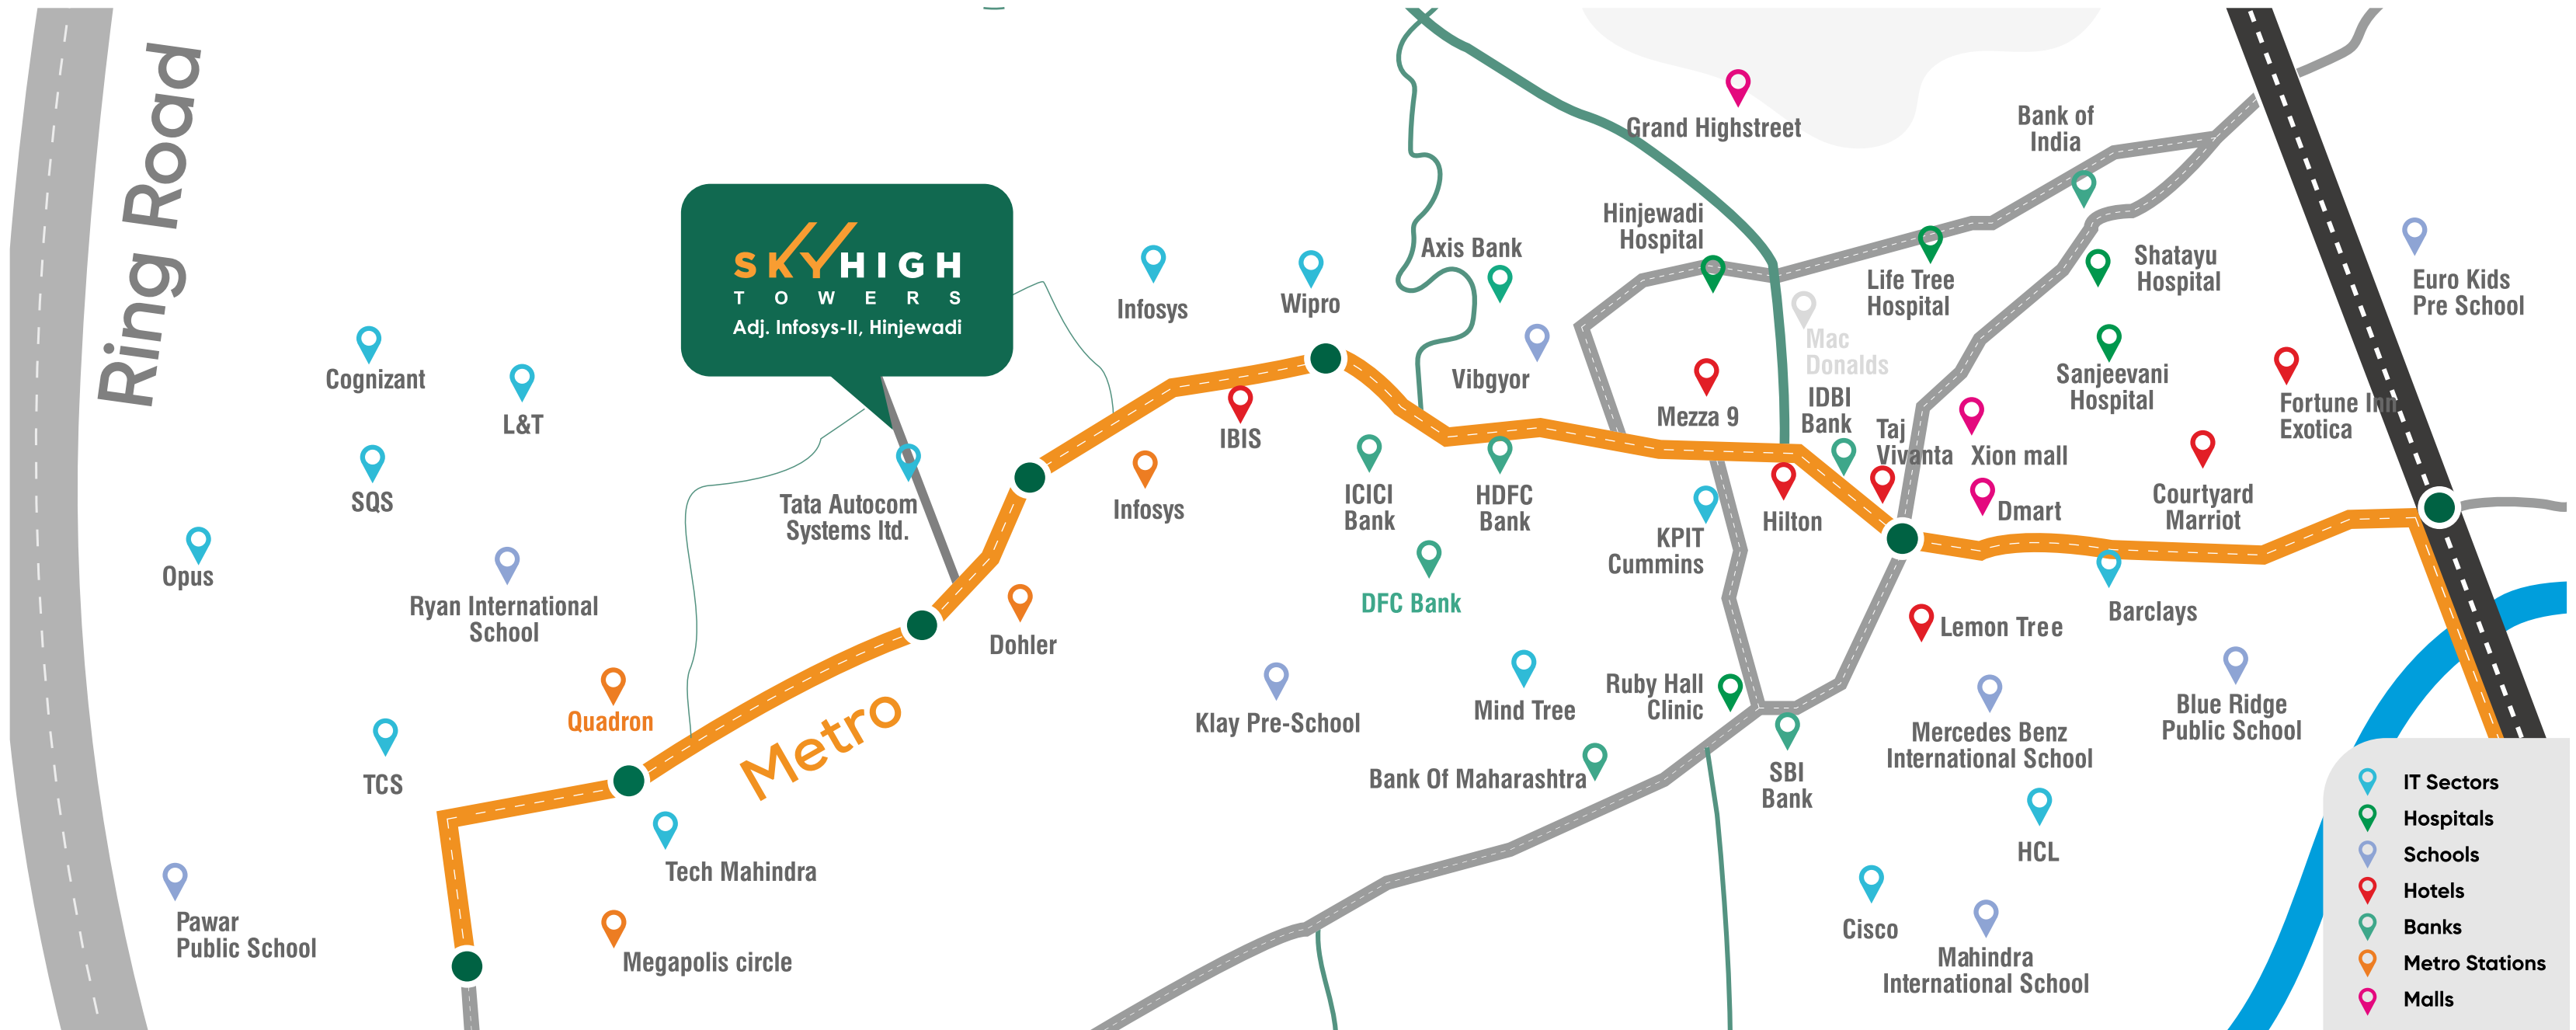 Ring Road
SKYHIGH
TOWERS
Adj. Infosys-II, Hinjewadi
Cognizant
L&T
SQS
Opus
Ryan International
School
Quadron
TCS
Pawar
Public School
Tech Mahindra
Megapolis circle
Metro
Tata Autocom
Systems ltd.
Dohler
Infosys
Wipro
IBIS
Infosys
Axis Bank
Vibgyor
ICICI
Bank
HDFC
Bank
DFC Bank
Klay Pre-School
Mind Tree
Bank Of Maharashtra
Grand Highstreet
Hinjewadi
Hospital
Mezza 9
Mac
Donalds
IDBI
Bank
Taj
Vivanta
Hilton
KPIT
Cummins
Ruby Hall
Clinic
SBI
Bank
Bank of
India
Life Tree
Hospital
Shatayu
Hospital
Sanjeevani
Hospital
Xion mall
Dmart
Courtyard
Marriot
Fortune Inn
Exotica
Euro Kids
Pre School
Barclays
Lemon Tree
Mercedes Benz
International School
Blue Ridge
Public School
HCL
Cisco
Mahindra
International School
IT Sectors
Hospitals
Schools
Hotels
Banks
Metro Stations
Malls